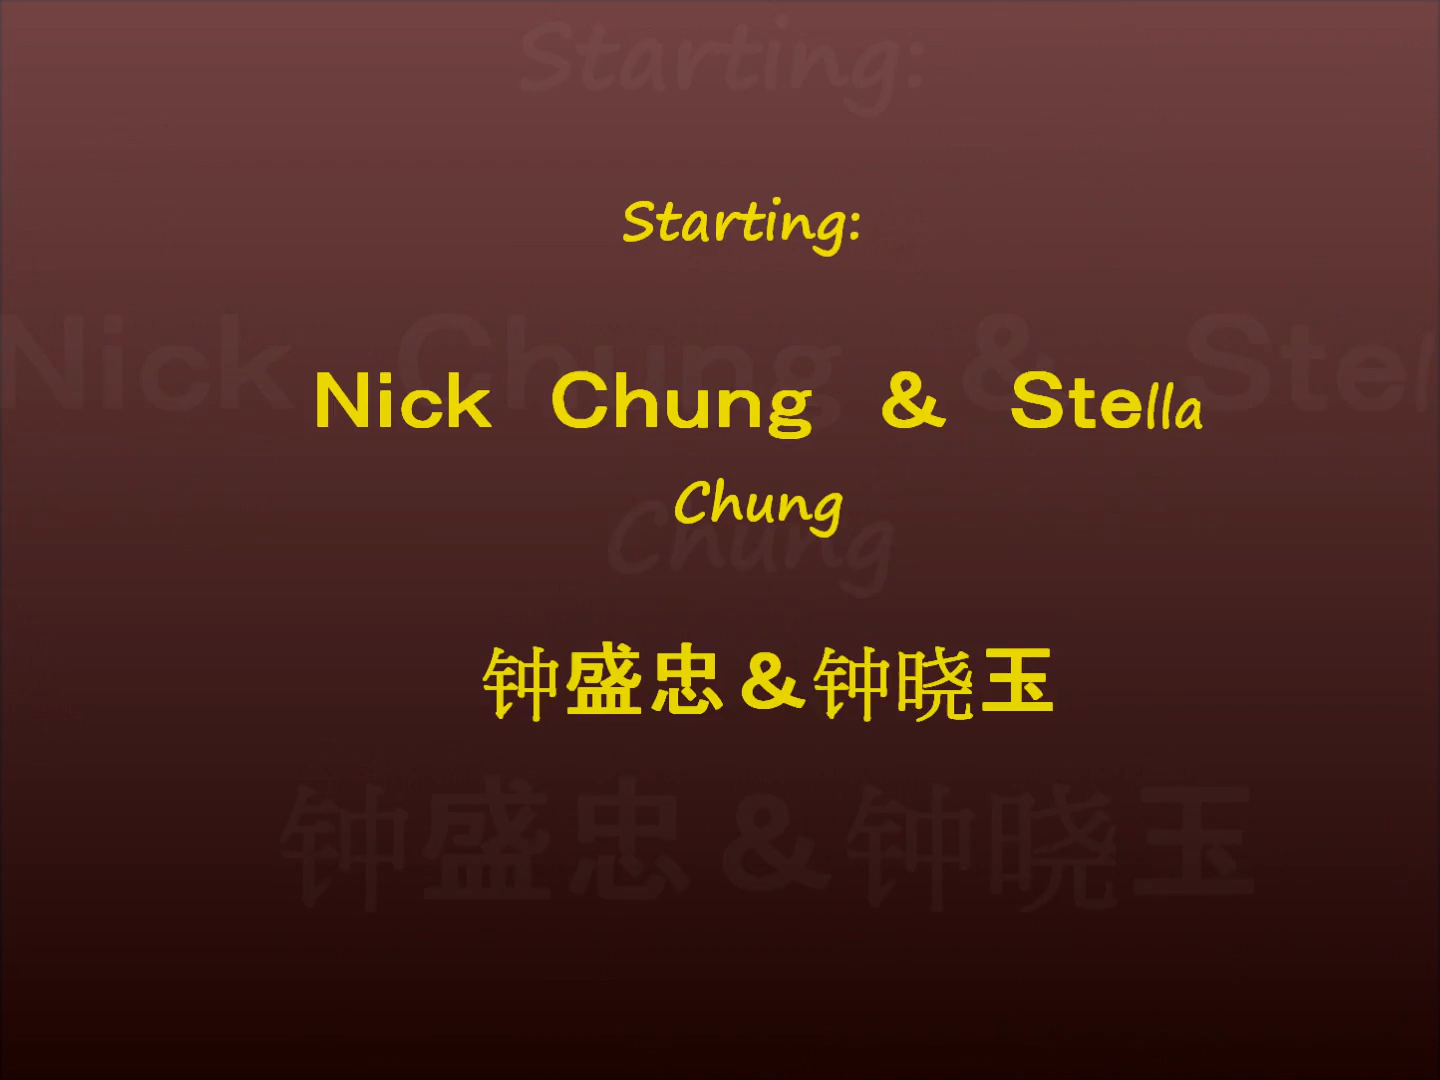 Starting:
Nick Chung & Stella
Chung
钟盛忠＆钟晓玉